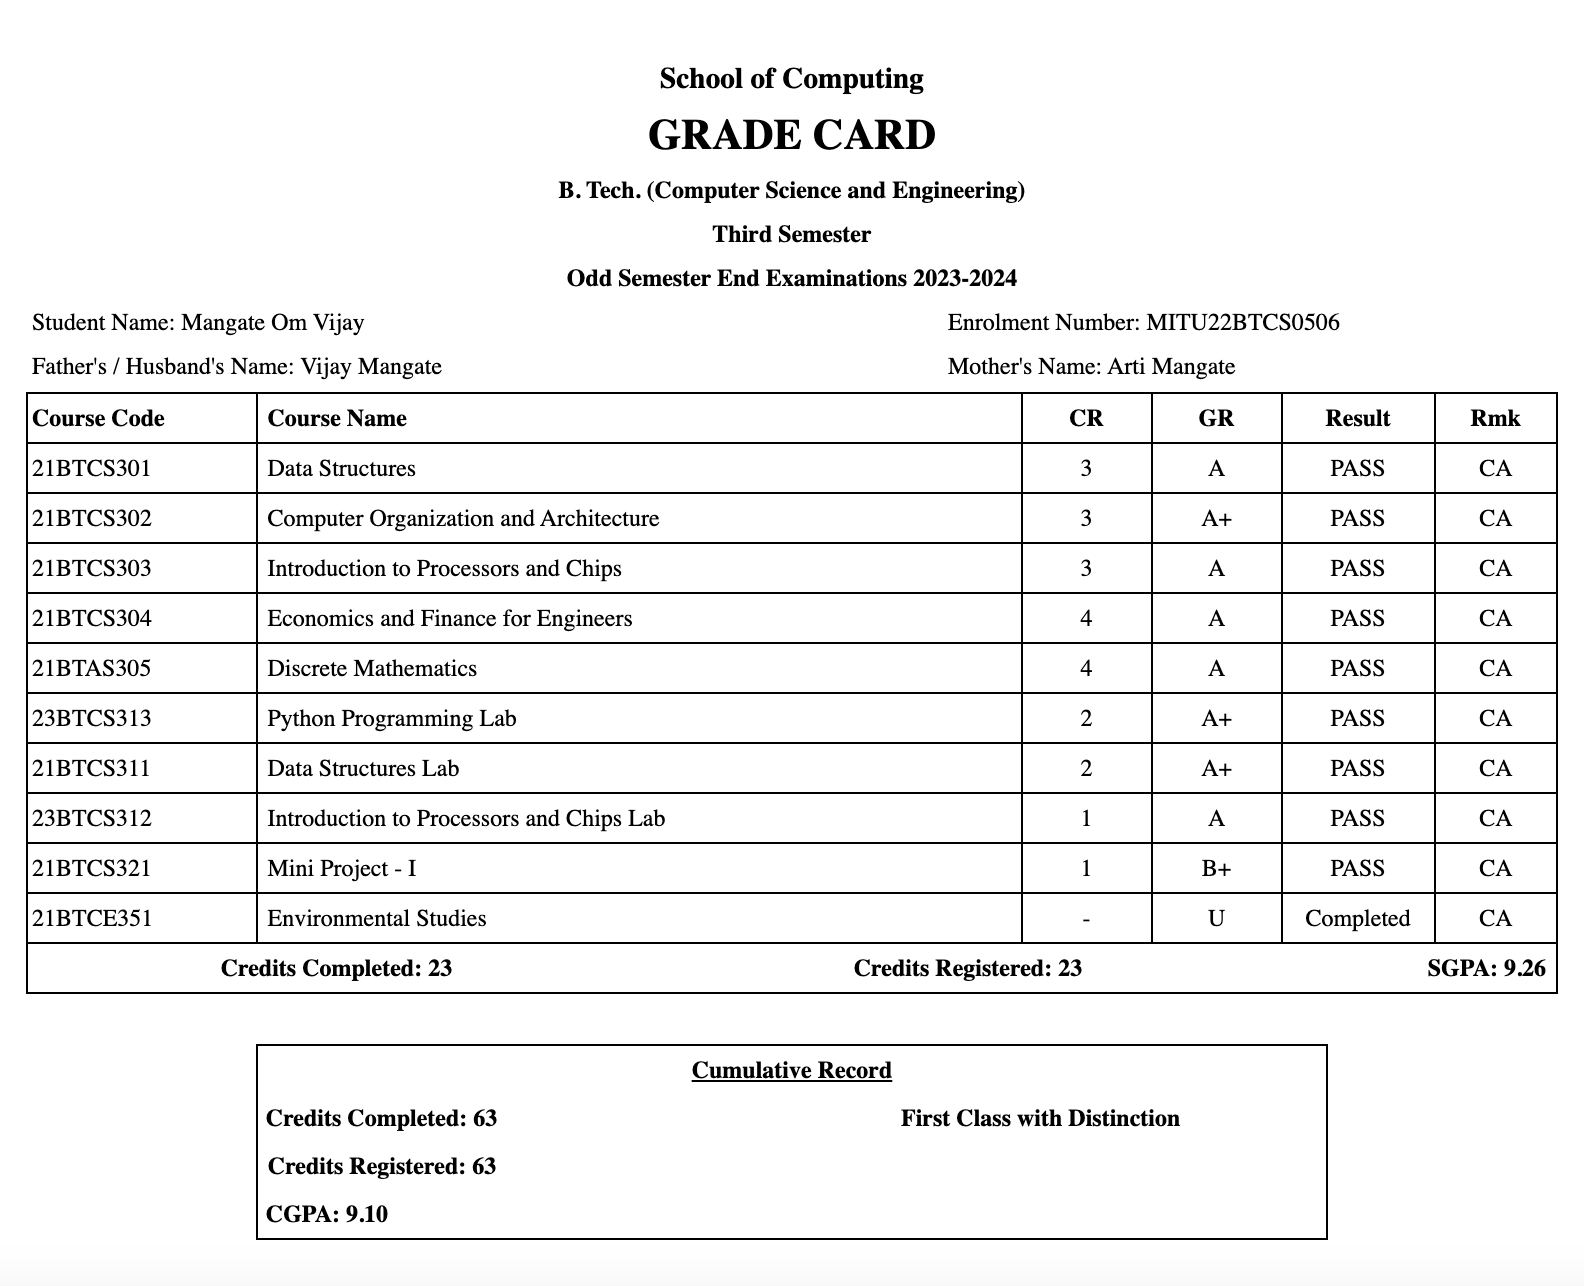 School of Computing
GRADE CARD
B. Tech. (Computer Science and Engineering)
Third Semester
Odd Semester End Examinations 2023-2024
Student Name: Mangate Om Vijay Enrolment Number: MITU22BTCS0506
Father's / Husband's Name: Vijay Mangate Mother's Name: Arti Mangate
Course Code Course Name CR GR Result Rmk
21BTCS301 Data Structures 3 A PASS CA
21BTCS302 Computer Organization and Architecture 3 A+ PASS CA
21BTCS303 Introduction to Processors and Chips 3 A PASS CA
21BTCS304 Economics and Finance for Engineers 4 A PASS CA
21BTAS305 Discrete Mathematics 4 A PASS CA
23BTCS313 Python Programming Lab 2 A+ PASS CA
21BTCS311 Data Structures Lab 2 A+ PASS CA
23BTCS312 Introduction to Processors and Chips Lab 1 A PASS CA
21BTCS321 Mini Project - I 1 B+ PASS CA
21BTCE351 Environmental Studies - U Completed CA
Credits Completed: 23 Credits Registered: 23 SGPA: 9.26
Cumulative Record
Credits Completed: 63 First Class with Distinction
Credits Registered: 63
CGPA: 9.10